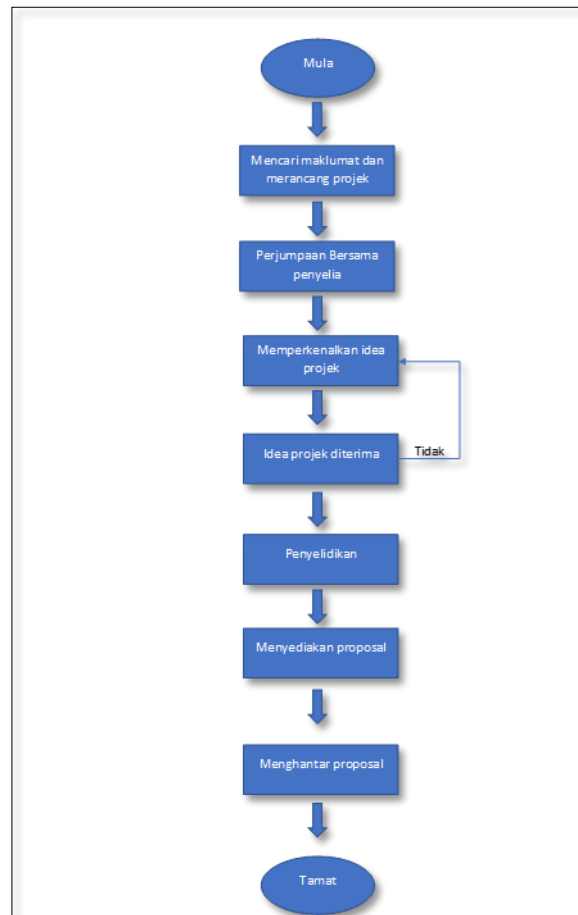 Mula
Mencari maklumat dan
merancang projek
Perjumpaan Bersama
penyelia
Memperkenalkan idea
projek
Idea projek diterima
Tidak
Penyelidikan
Menyediakan proposal
Menghantar proposal
Tamat